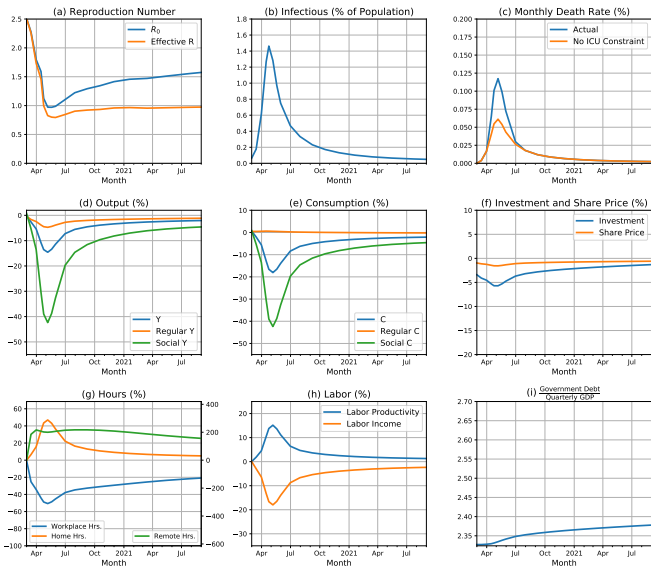 (a) Reproduction Number
(b) Infectious (% of Population)
(c) Monthly Death Rate (%)
2.5
2.0
1.5
1.0
0.5
0.0
R0
Effective R
Apr Jul Oct 2021 Apr Jul
Month
1.8
1.6
1.4
1.2
1.0
0.8
0.6
0.4
0.2
0.0
Apr Jul Oct 2021 Apr Jul
Month
0.200
0.175
0.150
0.125
0.100
0.075
0.050
0.025
0.000
Actual
No ICU Constraint
Apr Jul Oct 2021 Apr Jul
Month
(d) Output (%)
(e) Consumption (%)
(f) Investment and Share Price (%)
0
−10
−20
−30
−40
−50
Y
Regular Y
Social Y
Apr Jul Oct 2021 Apr Jul
Month
10
0
−10
−20
−30
−40
−50
C
Regular C
Social C
Apr Jul Oct 2021 Apr Jul
Month
10
5
0
−5
−10
−15
−20
Investment
Share Price
Apr Jul Oct 2021 Apr Jul
Month
(g) Hours (%)
(h) Labor (%)
(i) Government Debt
Quarterly GDP
60
40
20
0
−20
−40
−60
−80
−100
400
200
0
−200
−400
−600
Workplace Hrs.
Home Hrs.
Remote Hrs.
Apr Jul Oct 2021 Apr Jul
Month
30
20
10
0
−10
−20
−30
Labor Productivity
Labor Income
Apr Jul Oct 2021 Apr Jul
Month
2.70
2.65
2.60
2.55
2.50
2.45
2.40
2.35
Apr Jul Oct 2021 Apr Jul
Month